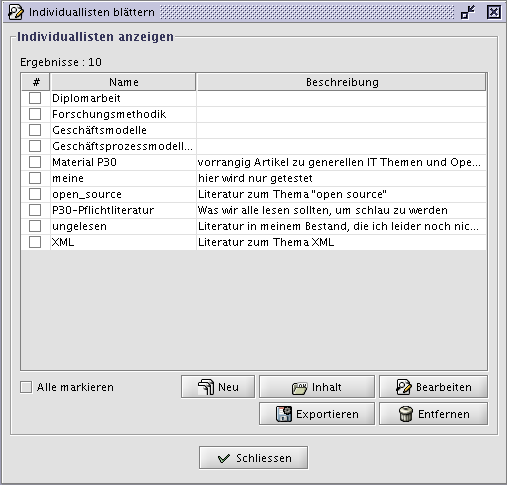 Individuallisten blättern
Individuallisten anzeigen
Ergebnisse : 10
# Name Beschreibung
Diplomarbeit
Forschungsmethodik
Geschäftsmodelle
Geschäftsprozessmodell...
Material P30 vorrangig Artikel zu generellen IT Themen und Ope...
meine hier wird nur getestet
open_source Literatur zum Thema "open source"
P30-Pflichtliteratur Was wir alle lesen sollten, um schlau zu werden
ungelesen Literatur in meinem Bestand, die ich leider noch nic...
XML Literatur zum Thema XML
Alle markieren Neu Inhalt Bearbeiten
Exportieren Entfernen
Schliessen